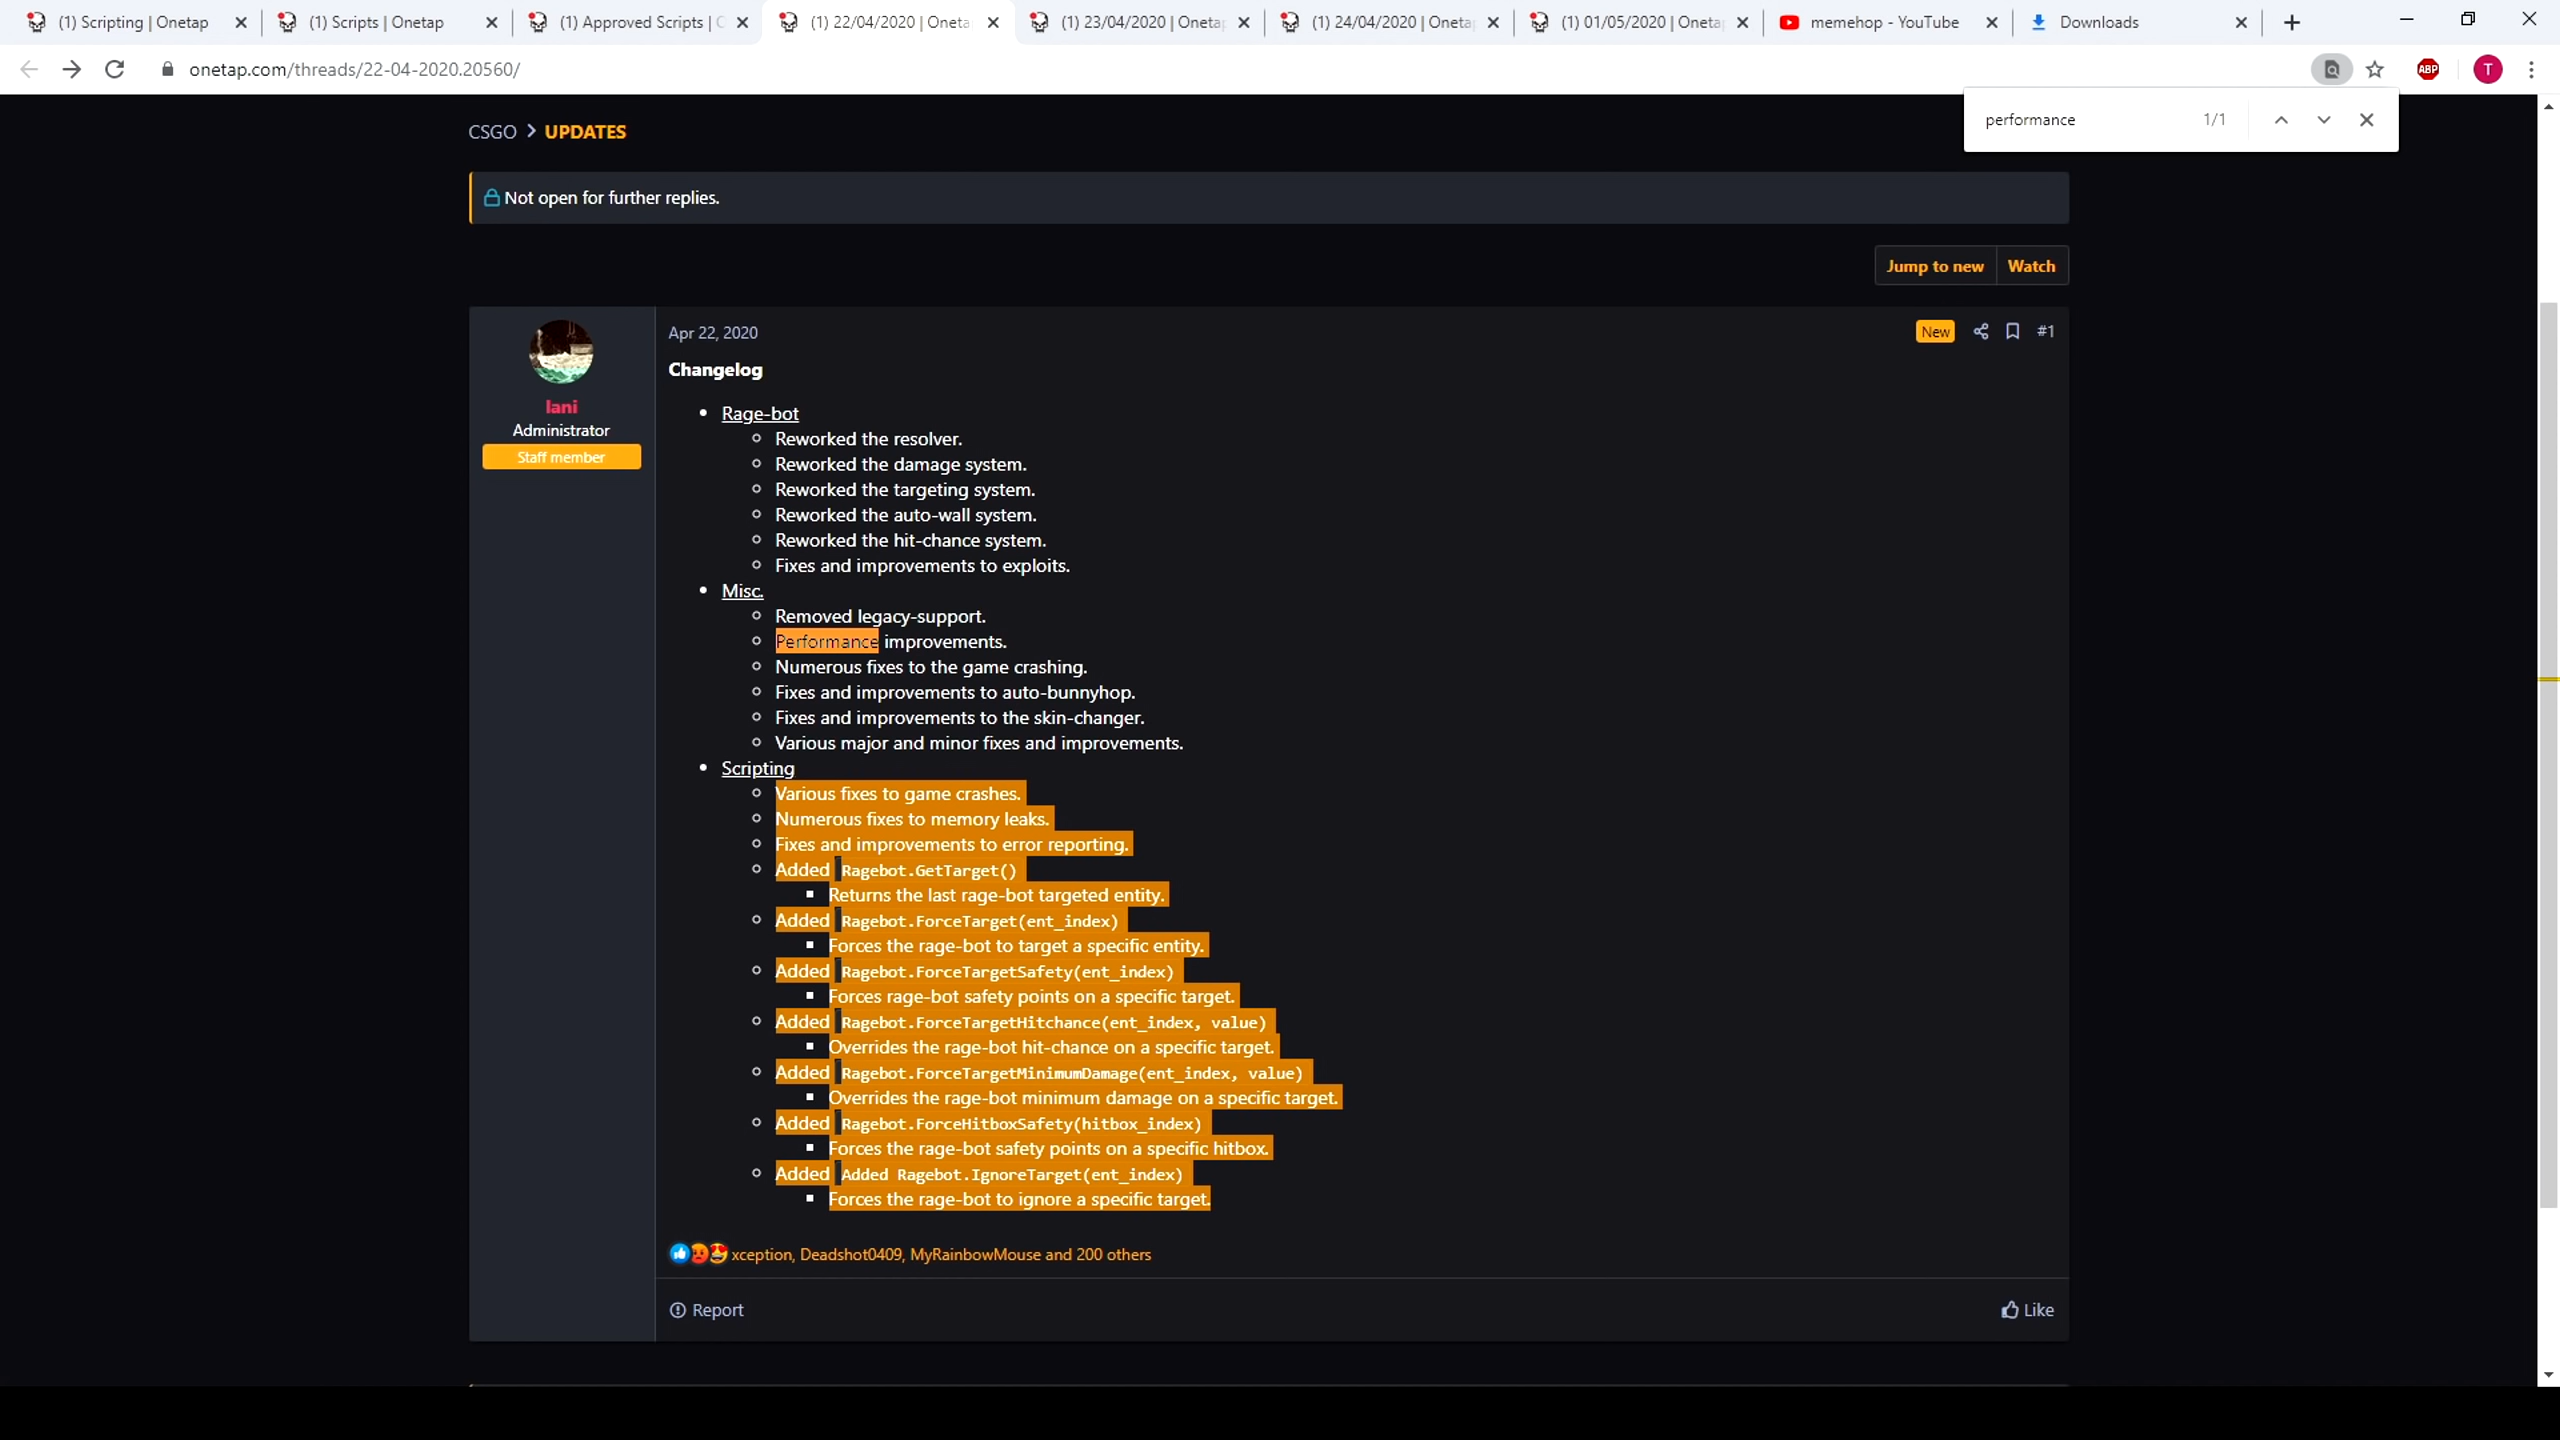 (1) Scripting | Onetap
(1) Scripts | Onetap
(1) Approved Scripts | C
(1) 22/04/2020 | Oneta
(1) 23/04/2020 | Onetap
(1) 24/04/2020 | Onetap
(1) 01/05/2020 | Onetap
memehop - YouTube
Downloads
onetap.com/threads/22-04-2020.20560/
ABP
T
performance
1/1
CSGO > UPDATES
Not open for further replies.
Jump to new
Watch
lani
Administrator
Staff member
Apr 22, 2020
New
#1
Changelog
Rage-bot
Reworked the resolver.
Reworked the damage system.
Reworked the targeting system.
Reworked the auto-wall system.
Reworked the hit-chance system.
Fixes and improvements to exploits.
Misc.
Removed legacy-support.
Performance improvements.
Numerous fixes to the game crashing.
Fixes and improvements to auto-bunnyhop.
Fixes and improvements to the skin-changer.
Various major and minor fixes and improvements.
Scripting
Various fixes to game crashes.
Numerous fixes to memory leaks.
Fixes and improvements to error reporting.
Added Ragebot.GetTarget()
Returns the last rage-bot targeted entity.
Added Ragebot.ForceTarget(ent_index)
Forces the rage-bot to target a specific entity.
Added Ragebot.ForceTargetSafety(ent_index)
Forces rage-bot safety points on a specific target.
Added Ragebot.ForceTargetHitchance(ent_index, value)
Overrides the rage-bot hit-chance on a specific target.
Added Ragebot.ForceTargetMinimumDamage(ent_index, value)
Overrides the rage-bot minimum damage on a specific target.
Added Ragebot.ForceHitboxSafety(hitbox_index)
Forces the rage-bot safety points on a specific hitbox.
Added Added Ragebot.IgnoreTarget(ent_index)
Forces the rage-bot to ignore a specific target.
xception, Deadshot0409, MyRainbowMouse and 200 others
Report
Like